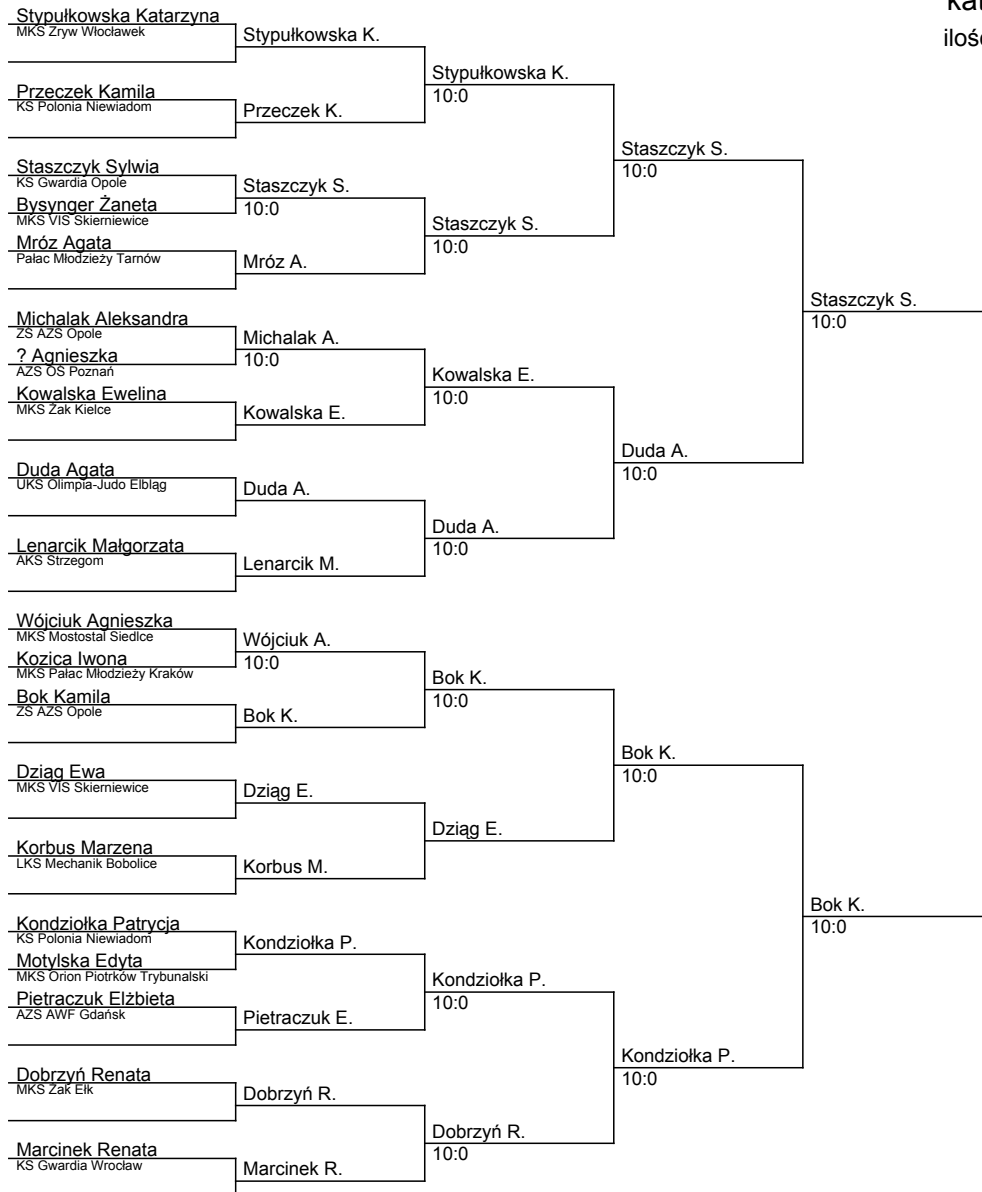 kat
ilość
Stypułkowska Katarzyna
MKS Zryw Włocławek
Stypułkowska K.
Stypułkowska K.
10:0
Przeczek Kamila
KS Polonia Niewiadom
Przeczek K.
Staszczyk S.
10:0
Staszczyk Sylwia
KS Gwardia Opole
Staszczyk S.
10:0
Bysynger Żaneta
MKS VIS Skierniewice
Staszczyk S.
10:0
Mróz Agata
Pałac Młodzieży Tarnów
Mróz A.
Staszczyk S.
10:0
Michalak Aleksandra
ZS AZS Opole
Michalak A.
10:0
? Agnieszka
AZS OŚ Poznań
Kowalska E.
10:0
Kowalska Ewelina
MKS Żak Kielce
Kowalska E.
Duda A.
10:0
Duda Agata
UKS Olimpia-Judo Elbląg
Duda A.
Duda A.
10:0
Lenarcik Małgorzata
AKS Strzegom
Lenarcik M.
Wójciuk Agnieszka
MKS Mostostal Siedlce
Wójciuk A.
10:0
Kozica Iwona
MKS Pałac Młodzieży Kraków
Bok K.
10:0
Bok Kamila
ZS AZS Opole
Bok K.
Bok K.
10:0
Dziąg Ewa
MKS VIS Skierniewice
Dziąg E.
Dziąg E.
Korbus Marzena
LKS Mechanik Bobolice
Korbus M.
Bok K.
10:0
Kondziołka Patrycja
KS Polonia Niewiadom
Kondziołka P.
Motylska Edyta
MKS Orion Piotrków Trybunalski
Kondziołka P.
10:0
Pietraczuk Elżbieta
AZS AWF Gdańsk
Pietraczuk E.
Kondziołka P.
10:0
Dobrzyń Renata
MKS Żak Ełk
Dobrzyń R.
Dobrzyń R.
10:0
Marcinek Renata
KS Gwardia Wrocław
Marcinek R.